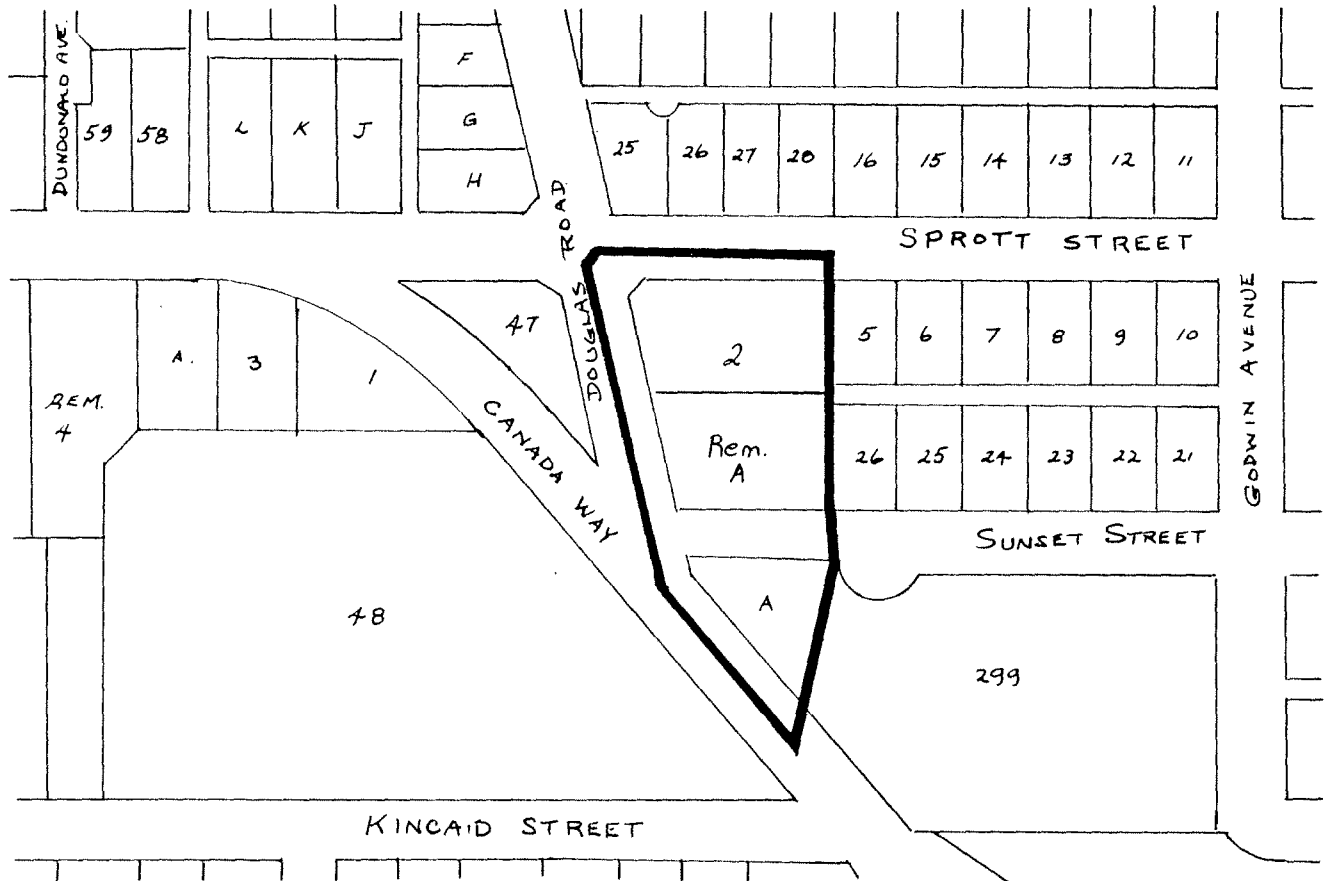 DUNDONALD AVE.
59
58
L
K
J
F
G
H
DOUGLAS ROAD
25
26
27
28
16
15
14
13
12
11
SPROTT STREET
REM.
4
A.
3
1
47
CANADA WAY
2
Rem.
A
5
6
7
8
9
10
26
25
24
23
22
21
GODWIN AVENUE
SUNSET STREET
48
A
299
KINCAID STREET